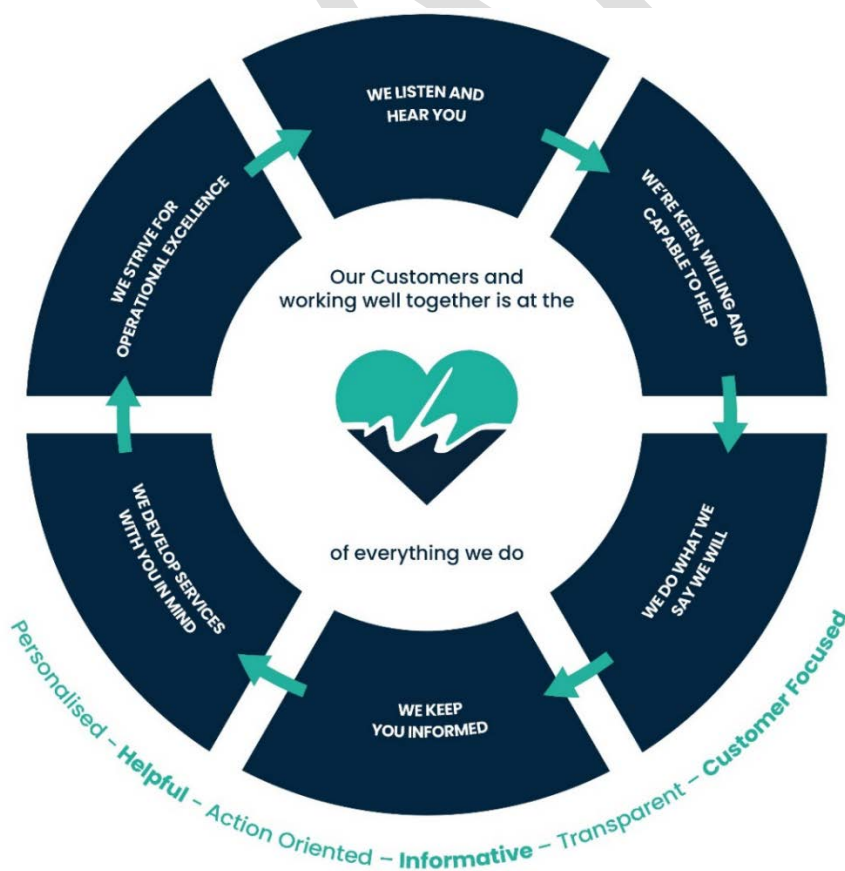 WE LISTEN AND
HEAR YOU
WE'RE KEEN, WILLING AND
CAPABLE TO HELP
WE DO WHAT WE
SAY WE WILL
WE KEEP
YOU INFORMED
WE DEVELOP SERVICES
WITH YOU IN MIND
WE STRIVE FOR
OPERATIONAL EXCELLENCE
Our Customers and
working well together is at the
of everything we do
Personalised – Helpful – Action Oriented – Informative – Transparent – Customer Focused